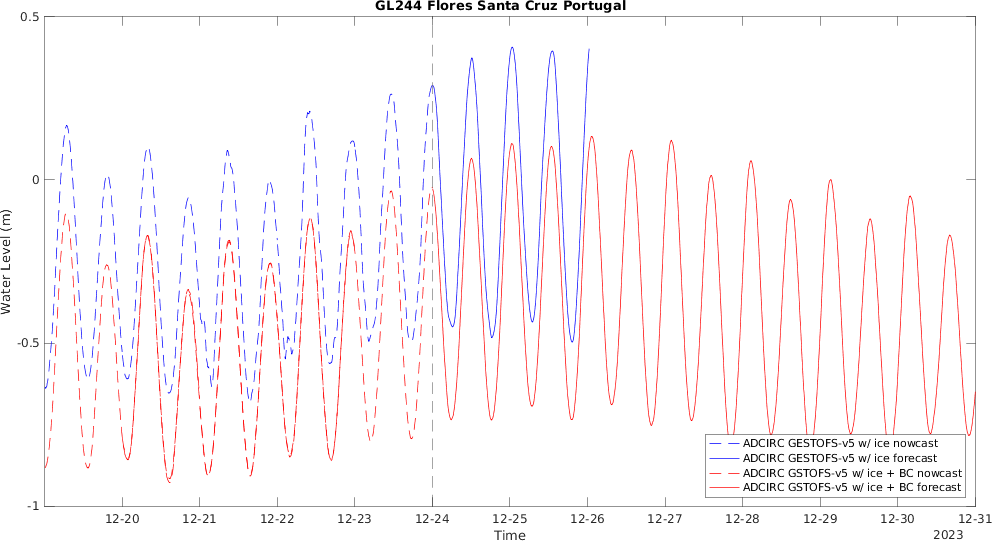 GL244 Flores Santa Cruz Portugal
0.5
0
-0.5
-1
Water Level (m)
ADCIRC GESTOFS-v5 w/ ice nowcast
ADCIRC GESTOFS-v5 w/ ice forecast
ADCIRC GSTOFS-v5 w/ ice + BC nowcast
ADCIRC GSTOFS-v5 w/ ice + BC forecast
12-20 12-21 12-22 12-23 12-24 12-25 12-26 12-27 12-28 12-29 12-30 12-31
Time
2023